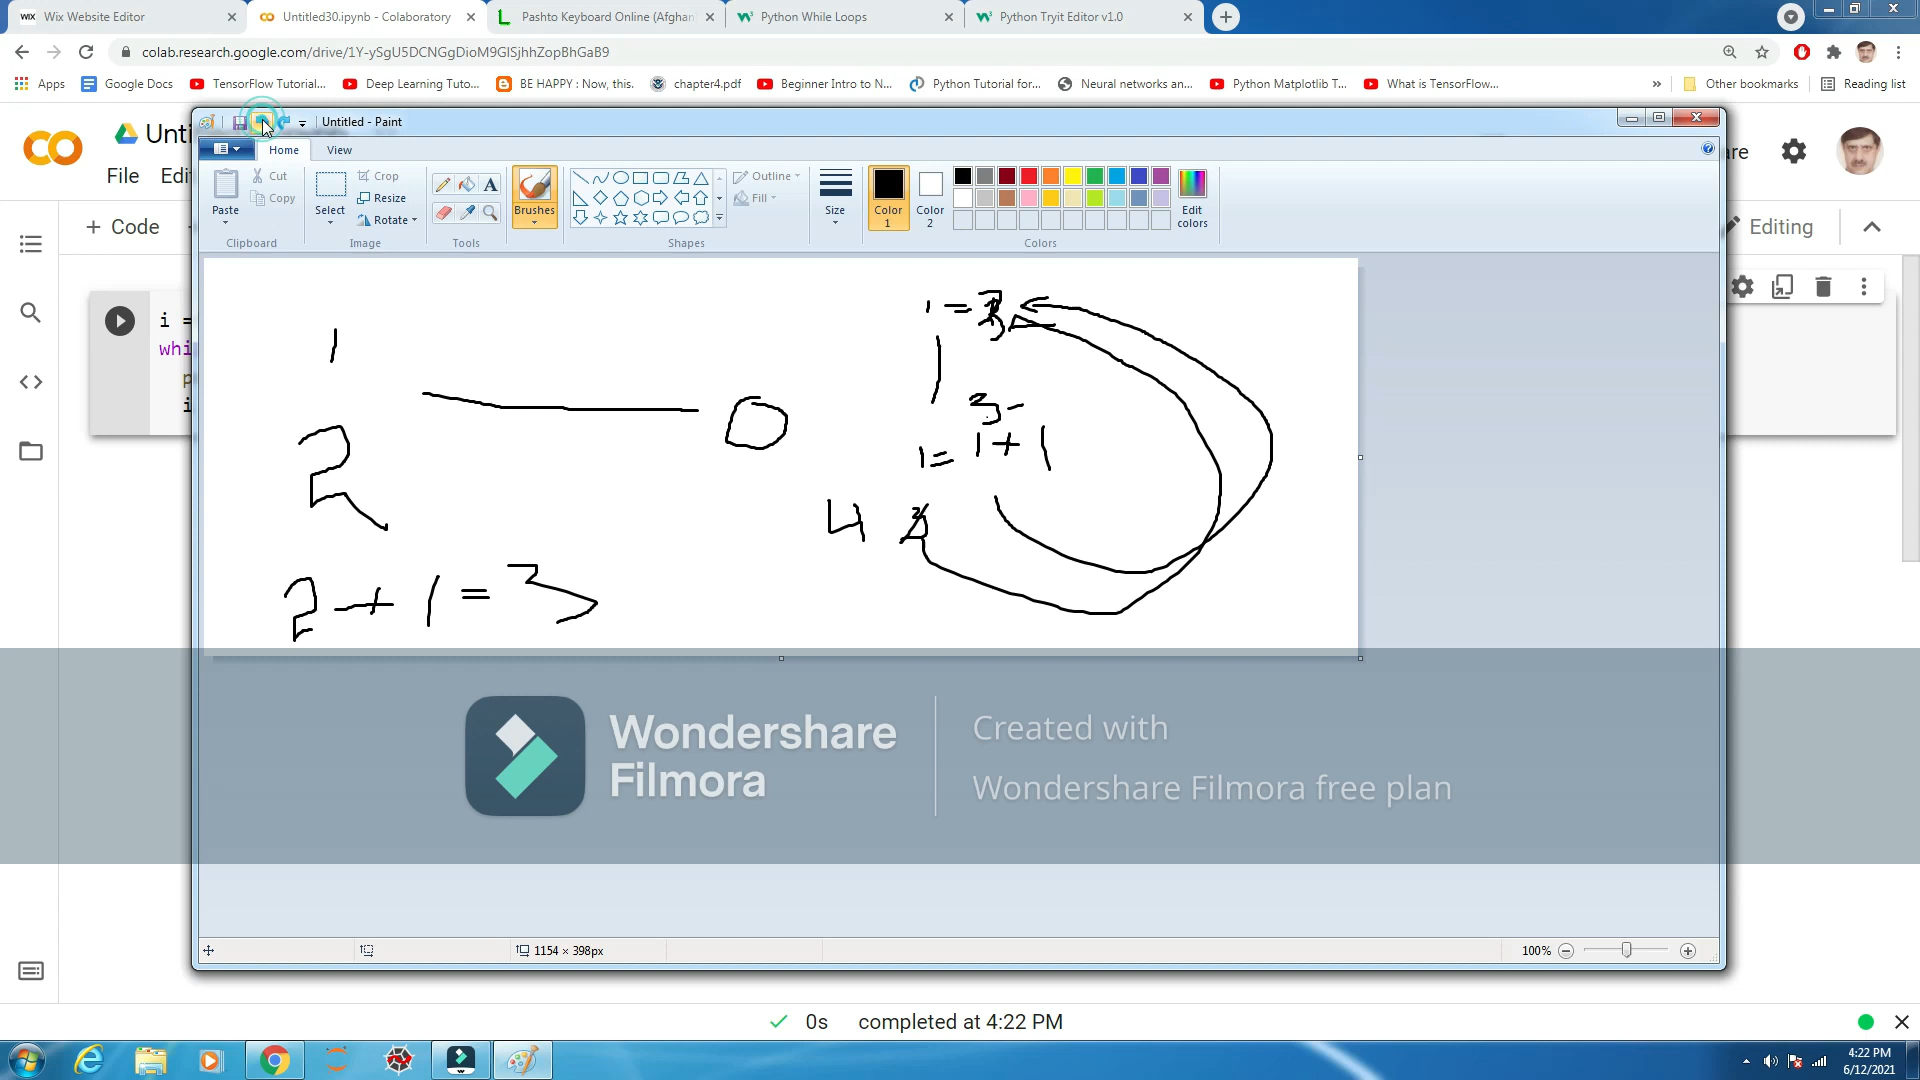 Wix Website Editor
Untitled30.ipynb - Colaboratory
Pashto Keyboard Online (Afghan
Python While Loops
Python Tryit Editor v1.0
colab.research.google.com/drive/1Y-ySgU5DCNGgDioM9GlSjhhZopBhGaB9
Apps
Google Docs
TensorFlow Tutorial...
Deep Learning Tuto...
BE HAPPY : Now, this.
chapter4.pdf
Beginner Intro to N...
Python Tutorial for...
Neural networks an...
Python Matplotlib T...
What is TensorFlow...
»
Other bookmarks
Reading list
Untitled - Paint
Home
View
File
Paste
Cut
Copy
Clipboard
Select
Crop
Resize
Rotate
Image
A
Tools
Brushes
Shapes
Outline
Fill
Size
Color 1
Color 2
Edit colors
Colors
+ Code
Editing
i =
whi
p
i
1
2
2 + 1 = 3
0
3 -
1 = 1 + 1
4
Wondershare
Filmora
Created with
Wondershare Filmora free plan
1154 × 398px
100%
0s completed at 4:22 PM
4:22 PM
6/12/2021